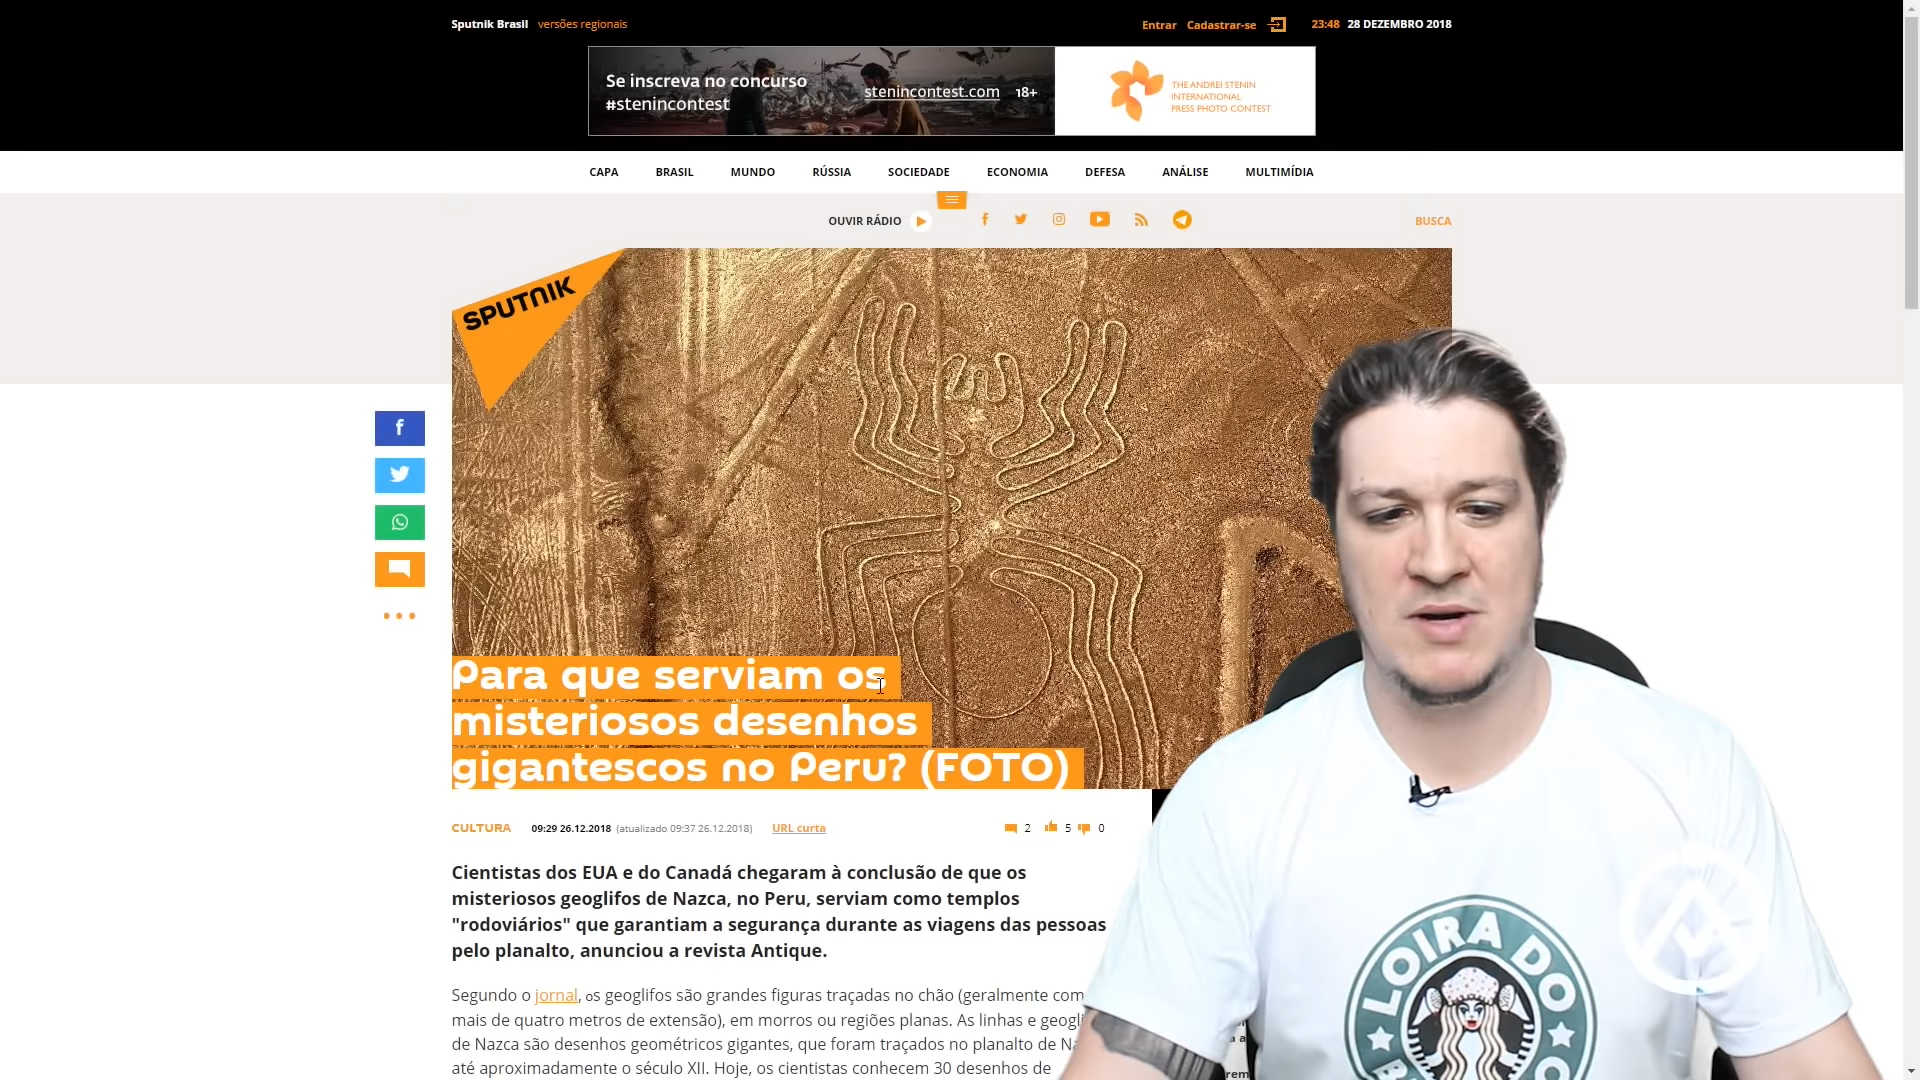 Sputnik Brasil versões regionais
Entrar Cadastrar-se 23:48 28 DEZEMBRO 2018
Se inscreva no concurso
#stenincontest
stenincontest.com 18+
THE ANDREI STENIN
INTERNATIONAL
PRESS PHOTO CONTEST
CAPA BRASIL MUNDO RÚSSIA SOCIEDADE ECONOMIA DEFESA ANÁLISE MULTIMÍDIA
OUVIR RÁDIO
BUSCA
SPUTNIK
Para que serviam os
misteriosos desenhos
gigantescos no Peru? (FOTO)
CULTURA 09:29 26.12.2018 (atualizado 09:37 26.12.2018) URL curta
2 5 0
Cientistas dos EUA e do Canadá chegaram à conclusão de que os
misteriosos geoglifos de Nazca, no Peru, serviam como templos
"rodoviários" que garantiam a segurança durante as viagens das pessoas
pelo planalto, anunciou a revista Antique.
Segundo o jornal, os geoglifos são grandes figuras traçadas no chão (geralmente com
mais de quatro metros de extensão), em morros ou regiões planas. As linhas e
de Nazca são desenhos geométricos gigantes, que foram traçados no planalto de
até aproximadamente o século XII. Hoje, os cientistas conhecem 30 desenhos de
LOIRA DO